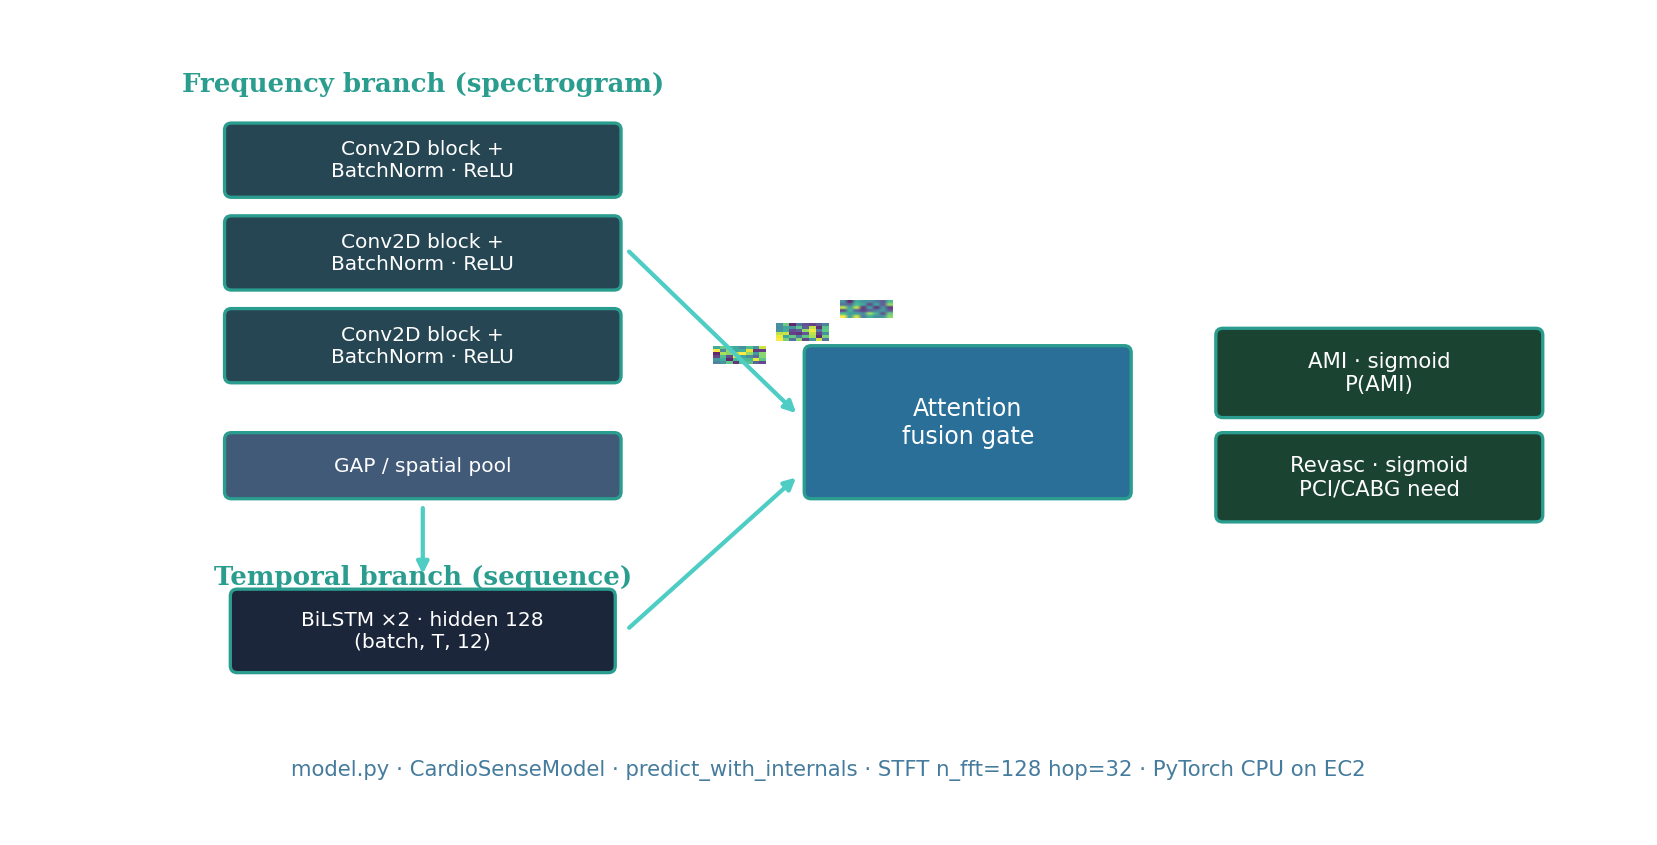 Frequency branch (spectrogram)
Conv2D block +
BatchNorm · ReLU
Conv2D block +
BatchNorm · ReLU
Conv2D block +
BatchNorm · ReLU
GAP / spatial pool
Temporal branch (sequence)
BiLSTM ×2 · hidden 128
(batch, T, 12)
Attention
fusion gate
AMI · sigmoid
P(AMI)
Revasc · sigmoid
PCI/CABG need
model.py · CardioSenseModel · predict_with_internals · STFT n_fft=128 hop=32 · PyTorch CPU on EC2